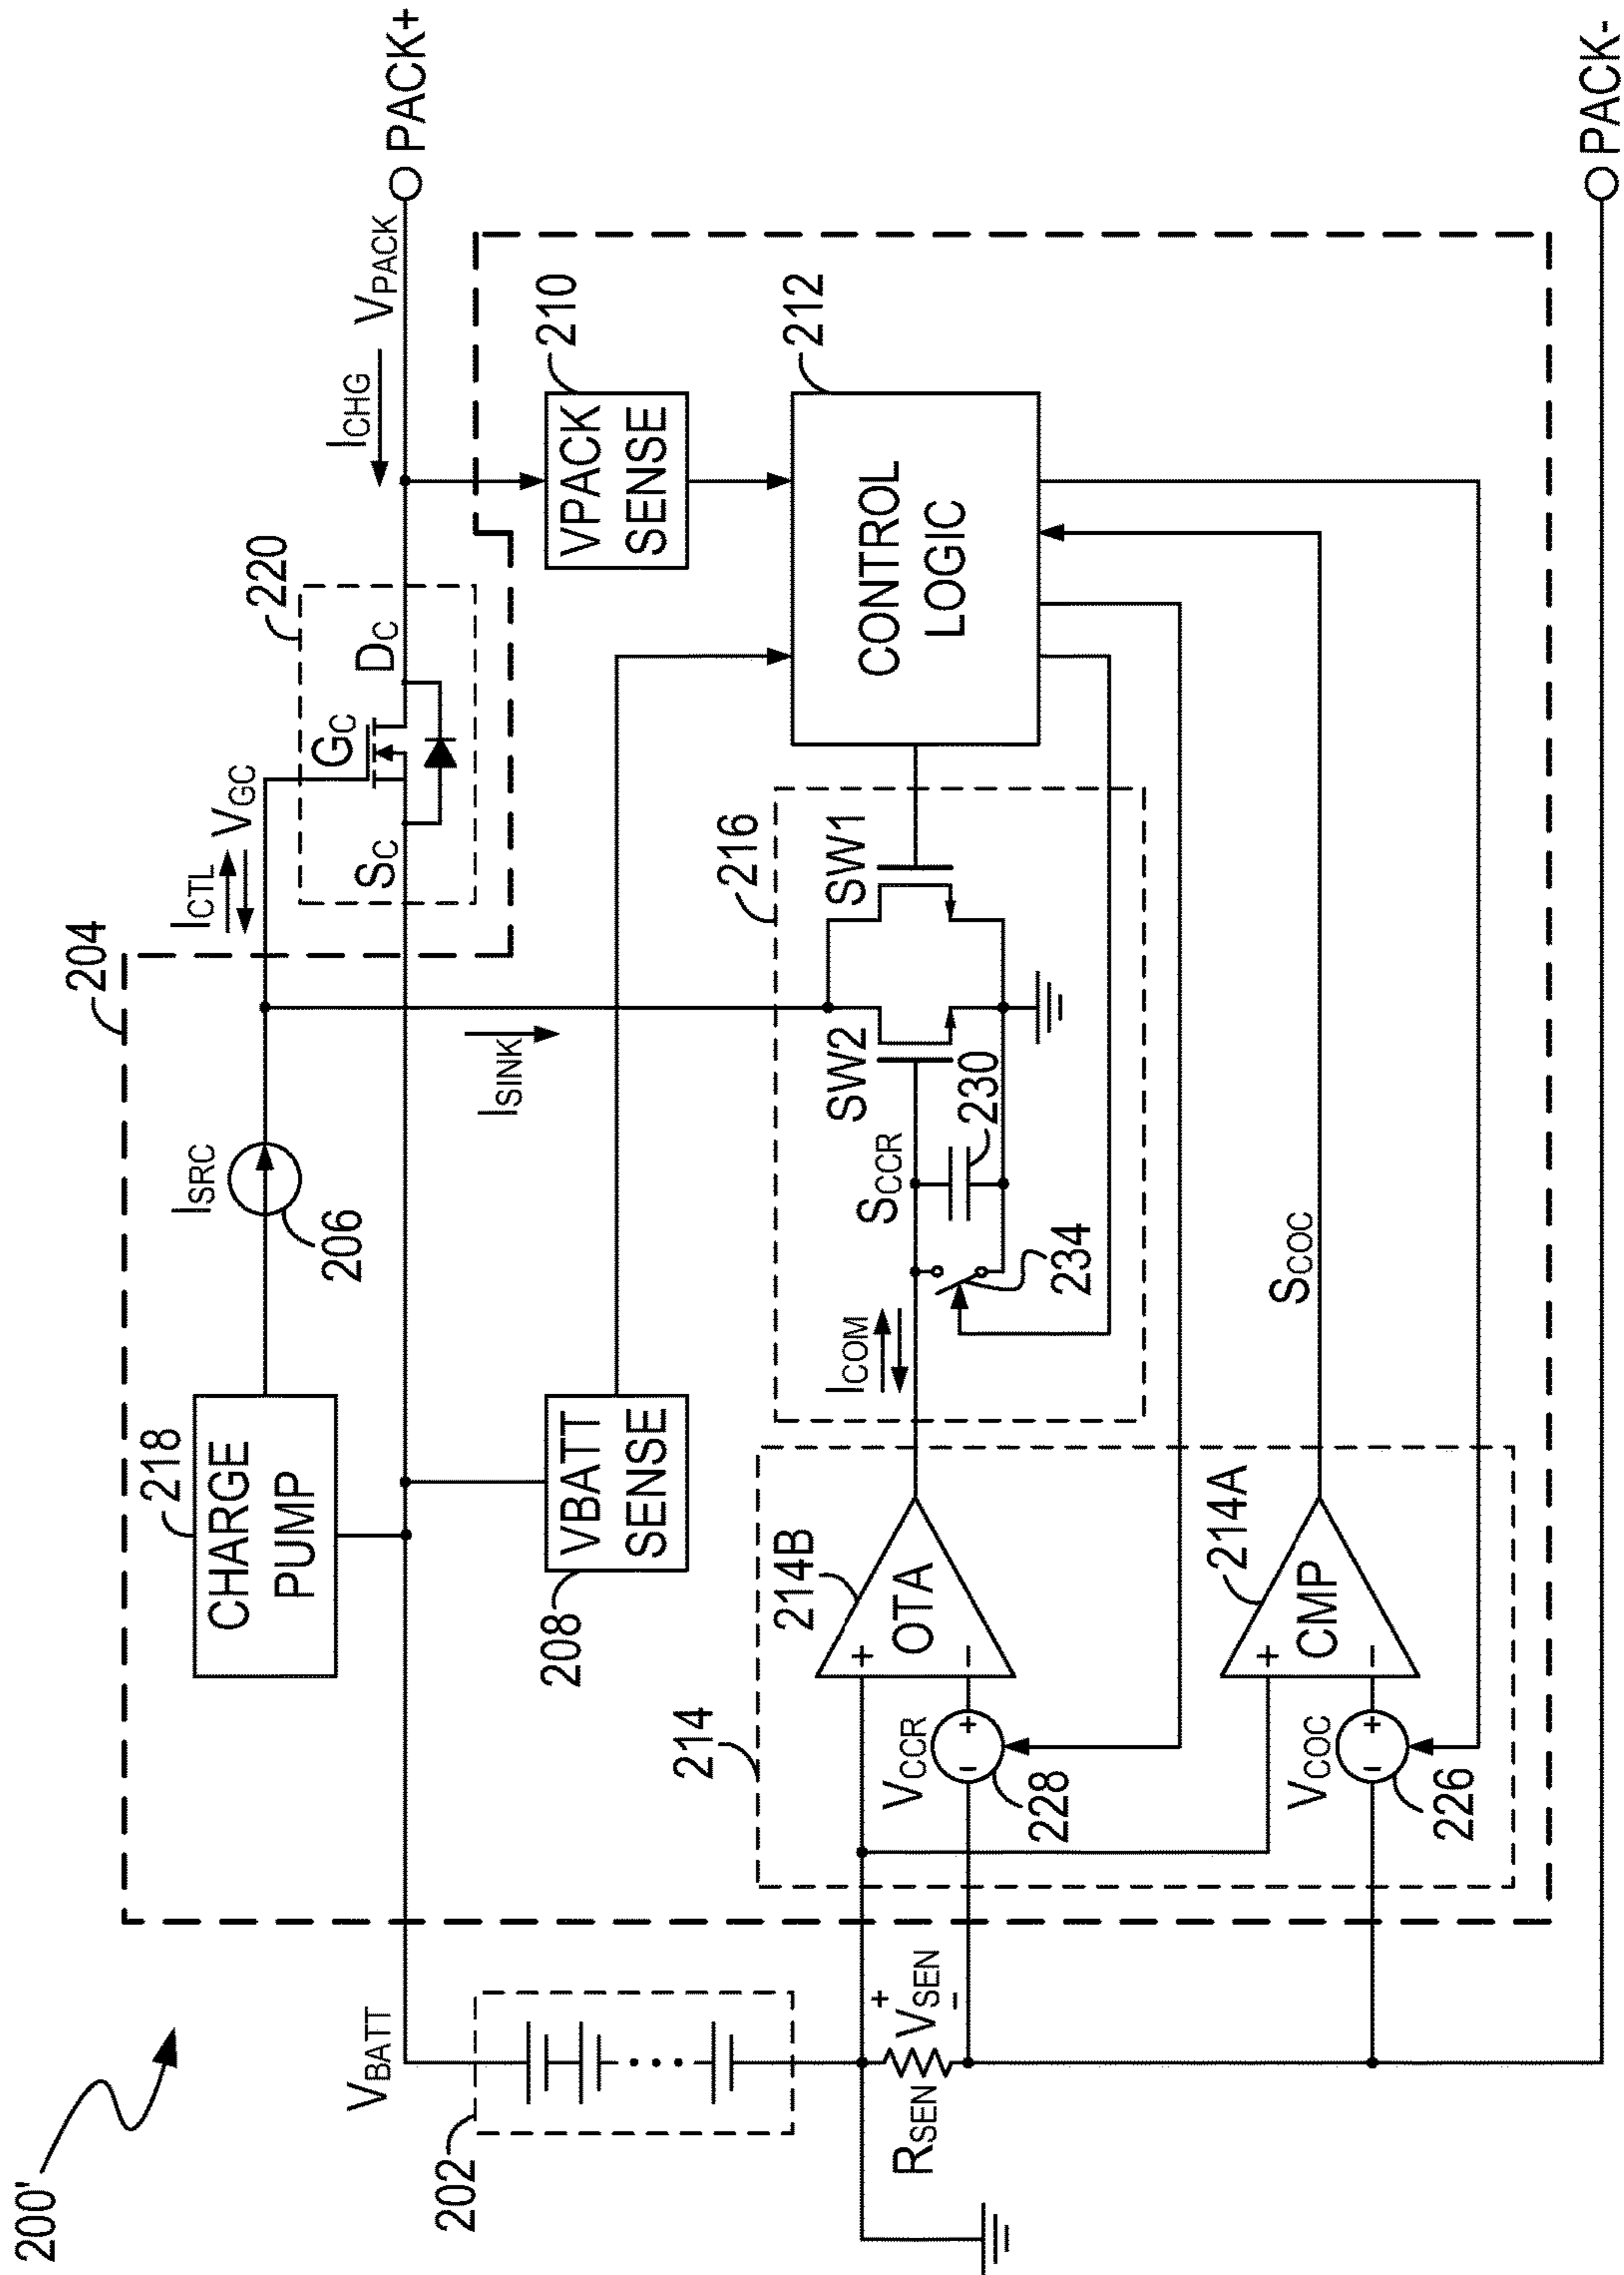 200'
204
218
CHARGE
PUMP
ISRC
206
ICTL
VGC
220
GC
SC
DC
ICHG
VPACK
PACK+
VBATT
202
208
VBATT
SENSE
ISINK
VPACK
SENSE
210
216
SW2
SW1
SCCR
230
234
ICOM
CONTROL
LOGIC
212
214
214B
OTA
+
-
VCCR
- +
228
214A
CMP
+
-
VCOC
- +
226
SCOC
RSEN
+
VSEN
-
PACK-